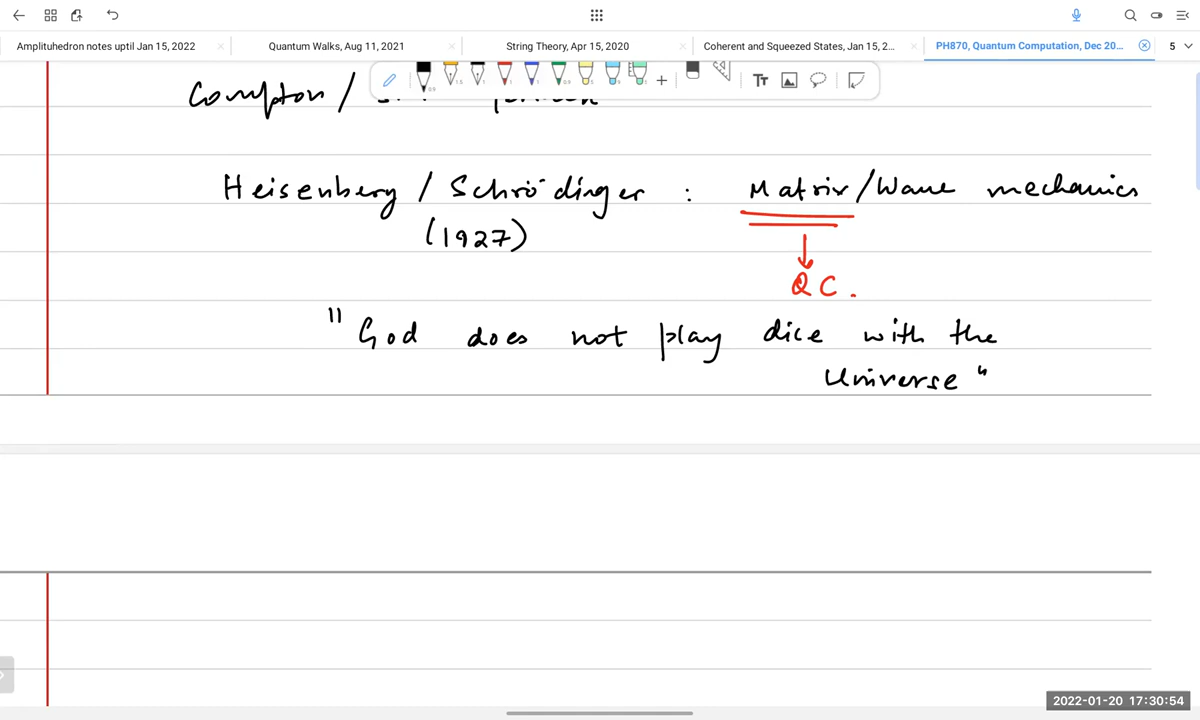 Amplituhedron notes uptil Jan 15, 2022
Quantum Walks, Aug 11, 2021
String Theory, Apr 15, 2020
Coherent and Squeezed States, Jan 15, 2...
PH870, Quantum Computation, Dec 20...
5
Tт
Compton /
Heisenberg / Schrödinger : Matrix/Wave mechanics
(1927)
QC.
"God does not play dice with the
Universe"
2022-01-20 17:30:54